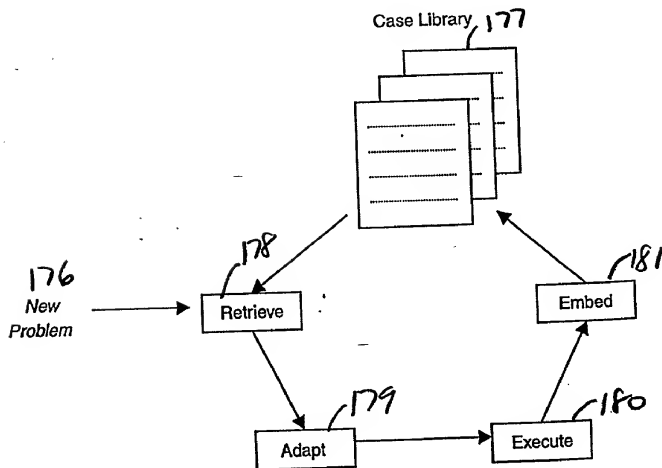 Case Library 177
178
176
New
Problem
Retrieve
181
Embed
179
Adapt
180
Execute